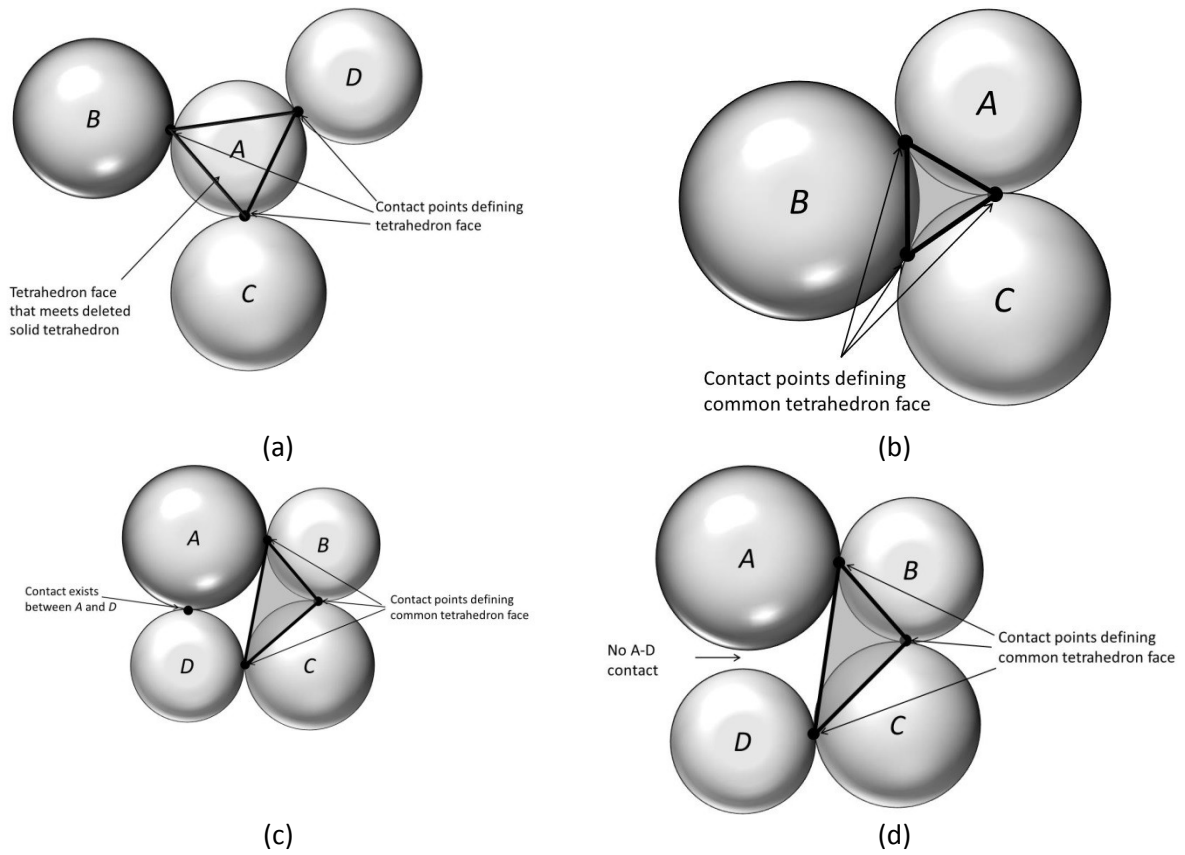 B
A
D
Contact points defining
tetrahedron face
C
Tetrahedron face
that meets deleted
solid tetrahedron
(a)
A
B
C
Contact points defining
common tetrahedron face
(b)
A
B
Contact exists
between A and D
Contact points defining
common tetrahedron face
D
C
(c)
A
B
No A-D
contact
Contact points defining
common tetrahedron face
D
C
(d)